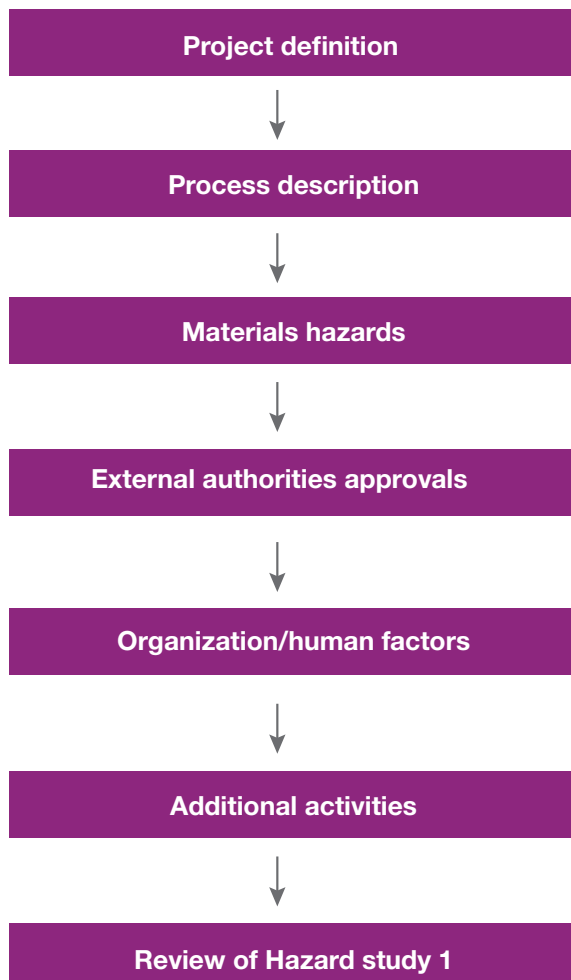 Project definition
Process description
Materials hazards
External authorities approvals
Organization/human factors
Additional activities
Review of Hazard study 1